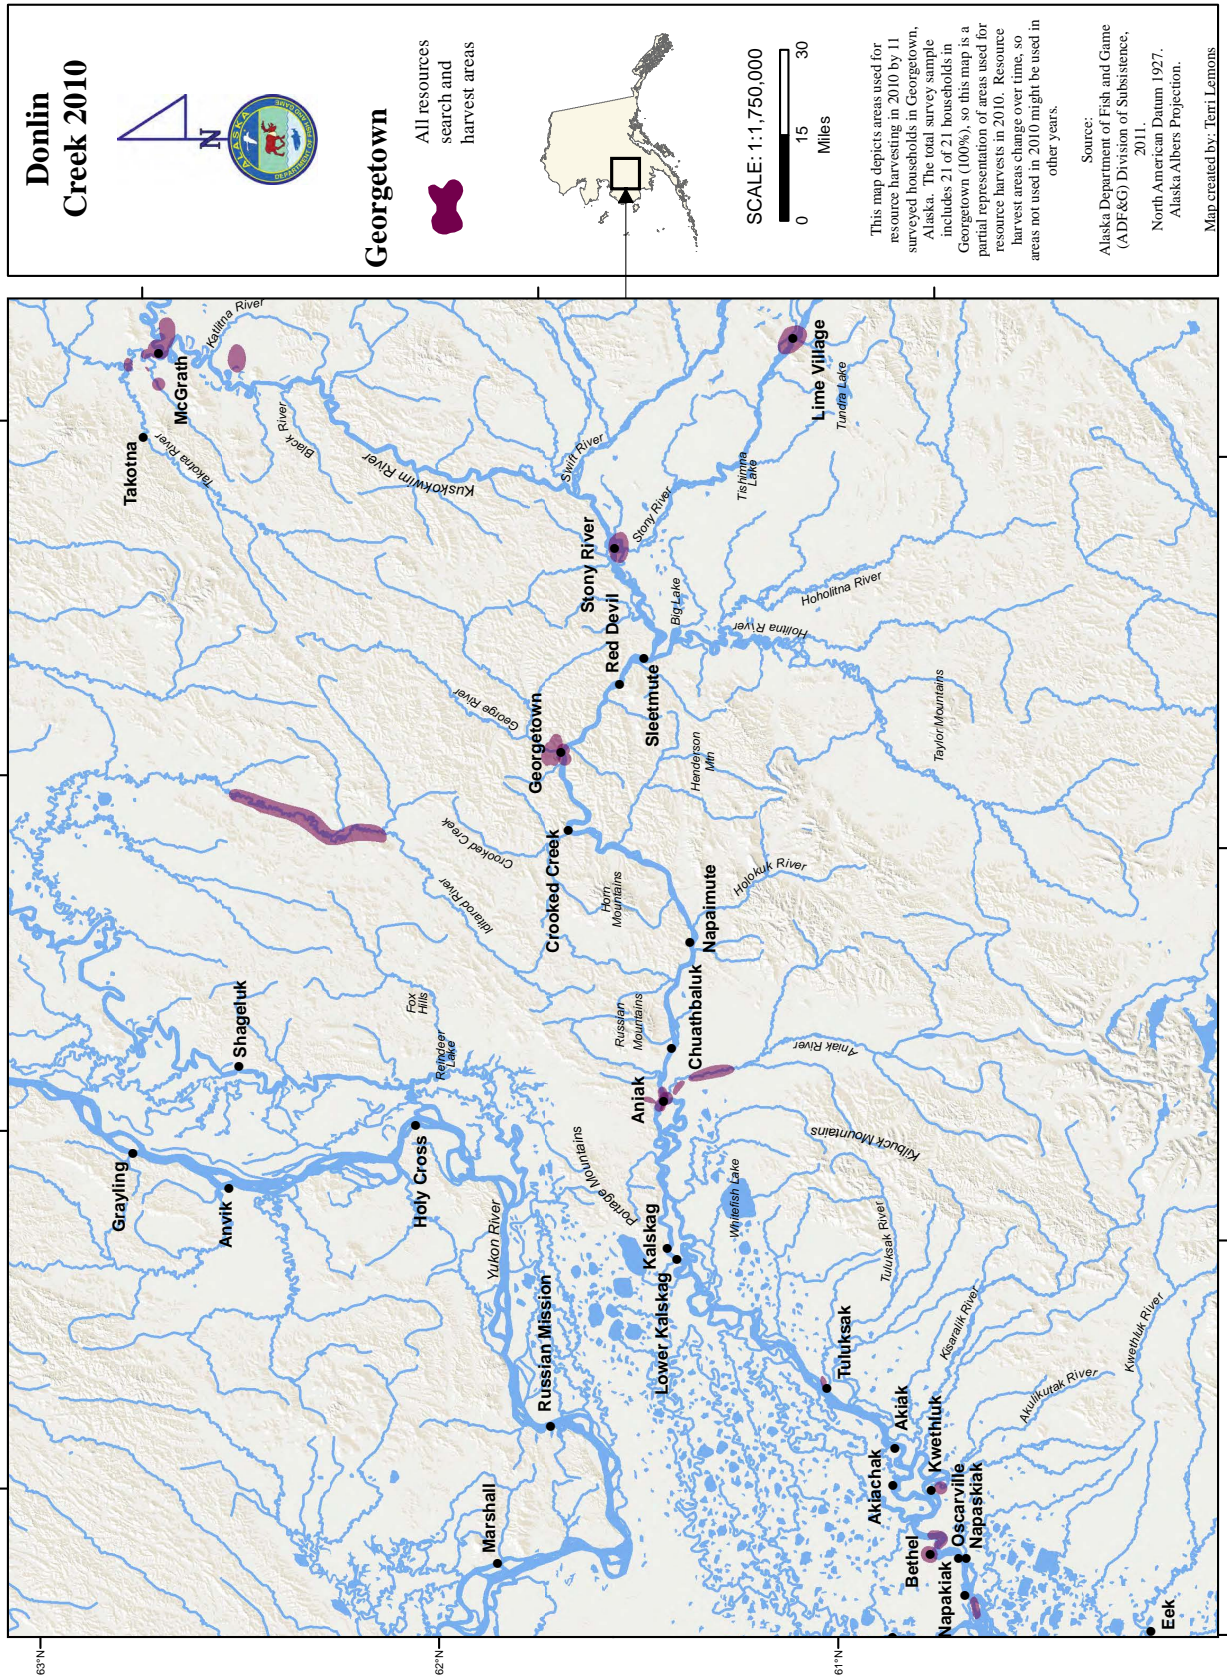 Donlin
Creek 2010
N
ALASKA
DEPARTMENT OF FISH AND GAME
Georgetown
All resources
search and
harvest areas
SCALE: 1:1,750,000
0
15
30
Miles
This map depicts areas used for
resource harvesting in 2010 by 11
surveyed households in Georgetown,
Alaska. The total survey sample
includes 21 of 21 households in
Georgetown (100%), so this map is a
partial representation of areas used for
resource harvests in 2010. Resource
harvest areas change over time, so
areas not used in 2010 might be used in
other years.
Source:
Alaska Department of Fish and Game
(ADF&G) Division of Subsistence,
2011.
North American Datum 1927.
Alaska Albers Projection.
Map created by: Terri Lemons
63°N
62°N
61°N
McGrath
Katlitna River
Takotna
Takotna River
Black River
Kuskokwim River
Swift River
Lime Village
Tundra Lake
Tishimna
Lake
Stony River
Stony River
Red Devil
Big Lake
Hoholitna River
Holitna River
Sleetmute
George River
Georgetown
Henderson
Mtn
Taylor Mountains
Crooked Creek
Crooked Creek
Iditarod River
Horn
Mountains
Napaimute
Holokuk River
Shageluk
Fox
Hills
Reindeer
Lake
Russian
Mountains
Chuathbaluk
Aniak
Aniak River
Grayling
Anvik
Holy Cross
Yukon River
Portage Mountains
Kilbuck Mountains
Whitefish Lake
Kalskag
Lower Kalskag
Tuluksak River
Russian Mission
Tuluksak
Kisaralik River
Kwethluk River
Akulikutak River
Akiak
Akiachak
Kwethluk
Marshall
Bethel
Oscarville
Napaskiak
Napakiak
Eek